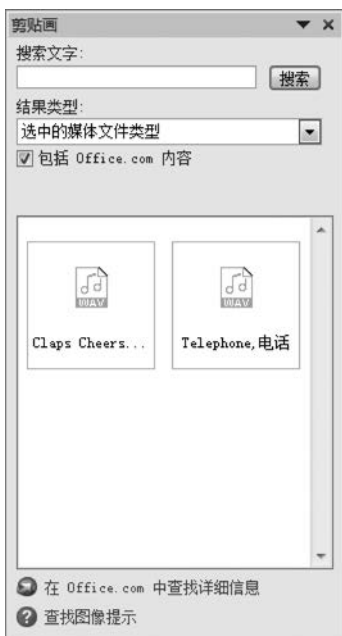 剪贴画
搜索文字:
搜索
结果类型:
选中的媒体文件类型
包括 Office.com 内容
WAV
WAV
Claps Cheers...
Telephone,电话
在 Office.com 中查找详细信息
查找图像提示